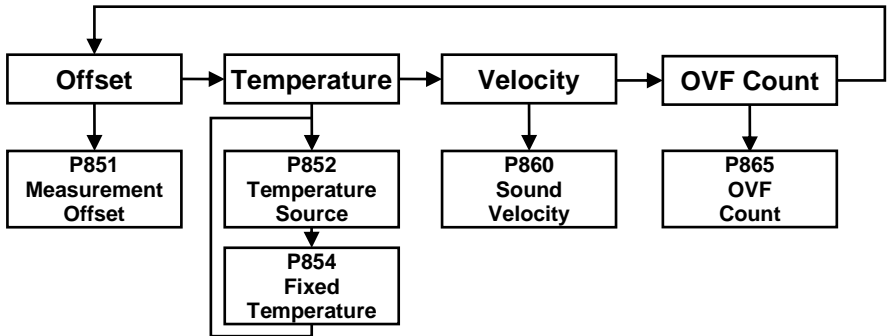 Offset
Temperature
Velocity
OVF Count
P851
Measurement
Offset
P852
Temperature
Source
P860
Sound
Velocity
P865
OVF
Count
P854
Fixed
Temperature